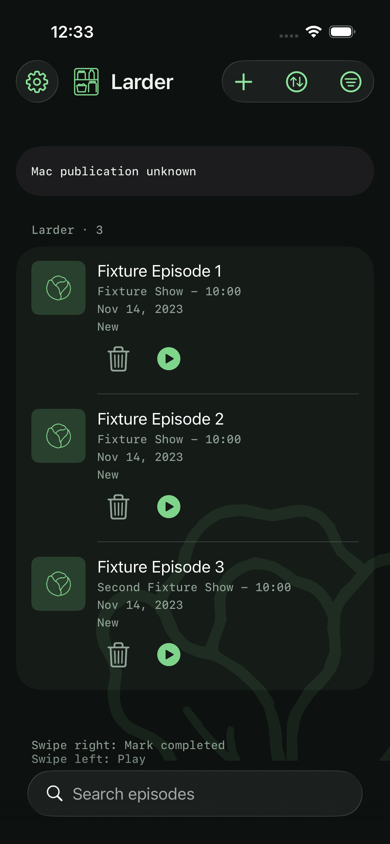 12:33
Larder
Mac publication unknown
Larder · 3
Fixture Episode 1
Fixture Show – 10:00
Nov 14, 2023
New
Fixture Episode 2
Fixture Show – 10:00
Nov 14, 2023
New
Fixture Episode 3
Second Fixture Show – 10:00
Nov 14, 2023
New
Swipe right: Mark completed
Swipe left: Play
Search episodes